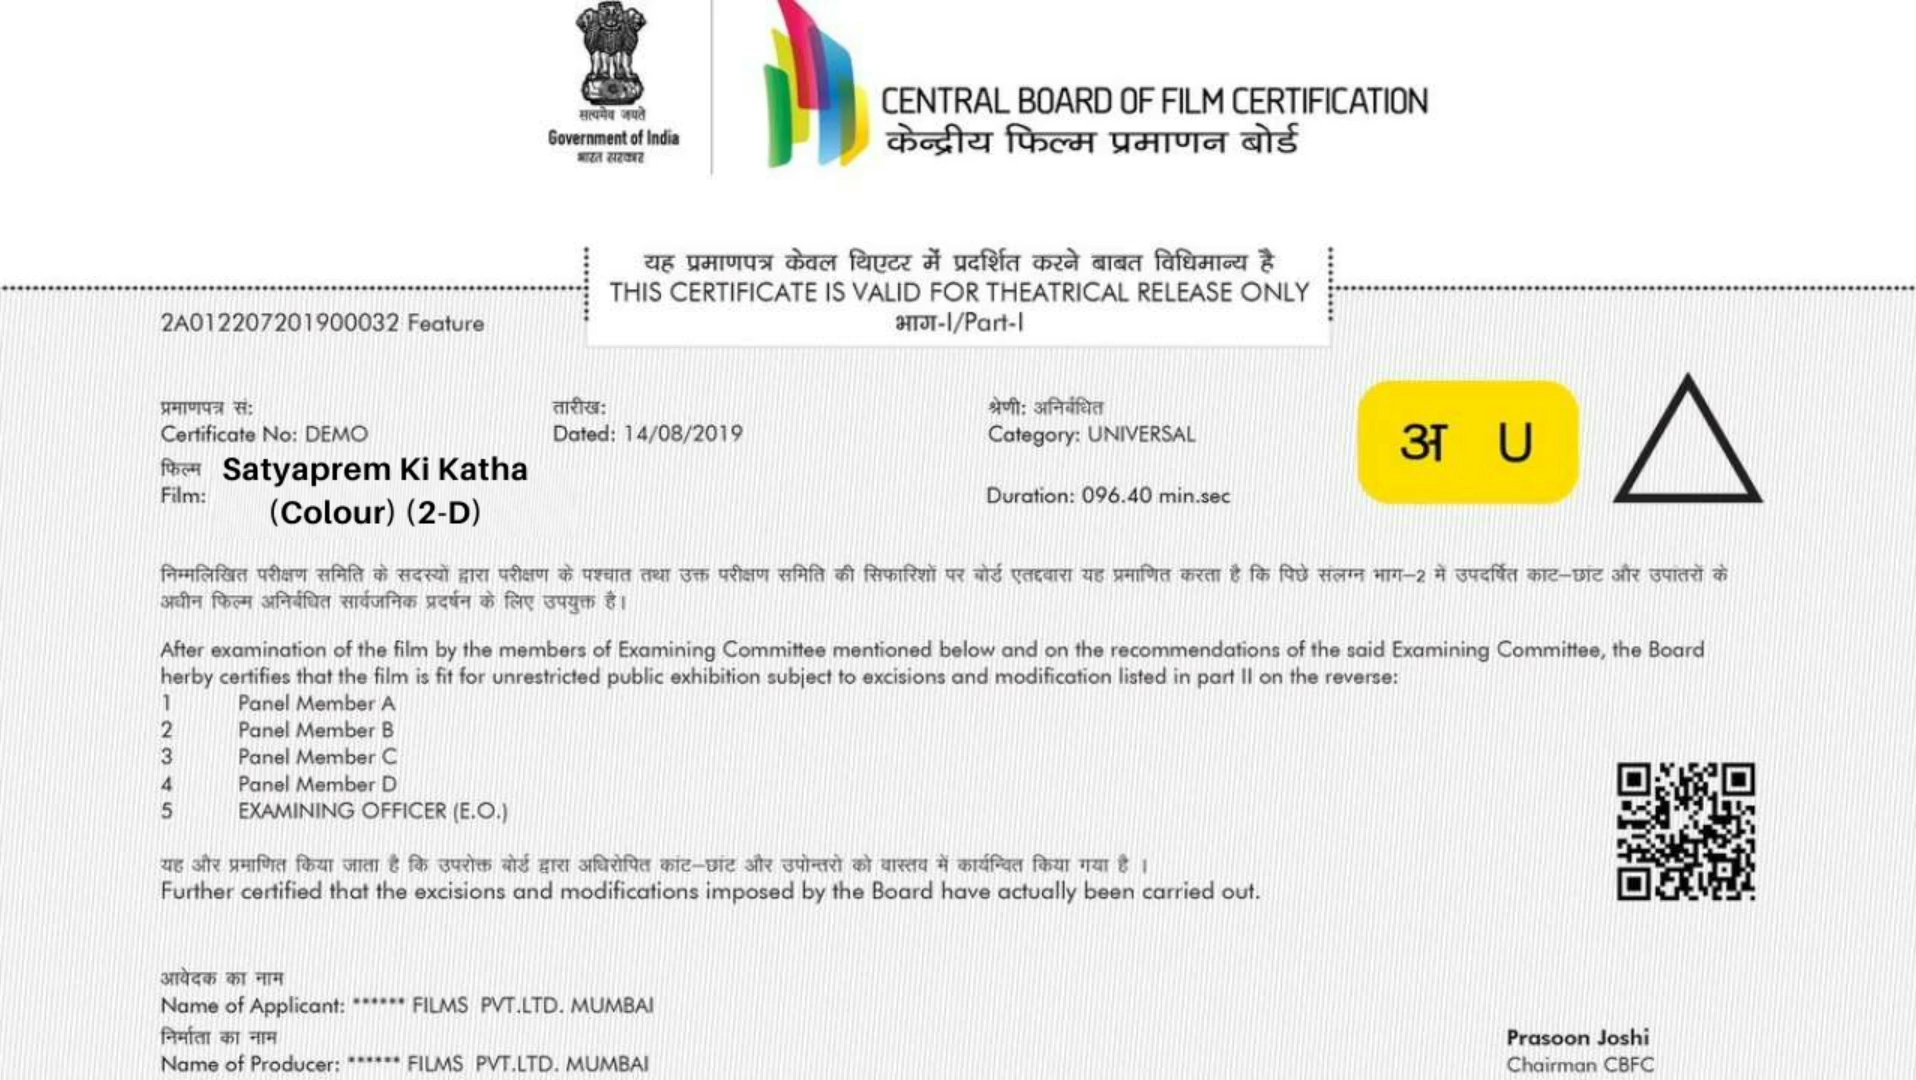 सत्यमेव जयते
Government of India
भारत सरकार
CENTRAL BOARD OF FILM CERTIFICATION
केन्द्रीय फिल्म प्रमाणन बोर्ड
यह प्रमाणपत्र केवल थिएटर में प्रदर्शित करने बाबत विधिमान्य है
THIS CERTIFICATE IS VALID FOR THEATRICAL RELEASE ONLY
भाग-I/Part-I
2A012207201900032 Feature
प्रमाणपत्र सं:
Certificate No: DEMO
तारीख:
Dated: 14/08/2019
श्रेणी: अनिर्बंधित
Category: UNIVERSAL
अ U
फिल्म
Film:
Satyaprem Ki Katha
(Colour) (2-D)
Duration: 096.40 min.sec
निम्नलिखित परीक्षण समिति के सदस्यों द्वारा परीक्षण के पश्चात तथा उक्त परीक्षण समिति की सिफारिशों पर बोर्ड एतद्दवारा यह प्रमाणित करता है कि पिछे संलग्न भाग–2 में उपदर्षित काट–छांट और उपांतरों के
अधीन फिल्म अनिर्बंधित सार्वजनिक प्रदर्षन के लिए उपयुक्त है।
After examination of the film by the members of Examining Committee mentioned below and on the recommendations of the said Examining Committee, the Board
herby certifies that the film is fit for unrestricted public exhibition subject to excisions and modification listed in part II on the reverse:
1 Panel Member A
2 Panel Member B
3 Panel Member C
4 Panel Member D
5 EXAMINING OFFICER (E.O.)
यह और प्रमाणित किया जाता है कि उपरोक्त बोर्ड द्वारा अधिरोपित कांट–छांट और उपोन्तरो को वास्तव में कार्यन्वित किया गया है ।
Further certified that the excisions and modifications imposed by the Board have actually been carried out.
आवेदक का नाम
Name of Applicant: ****** FILMS PVT.LTD. MUMBAI
निर्माता का नाम
Name of Producer: ****** FILMS PVT.LTD. MUMBAI
Prasoon Joshi
Chairman CBFC